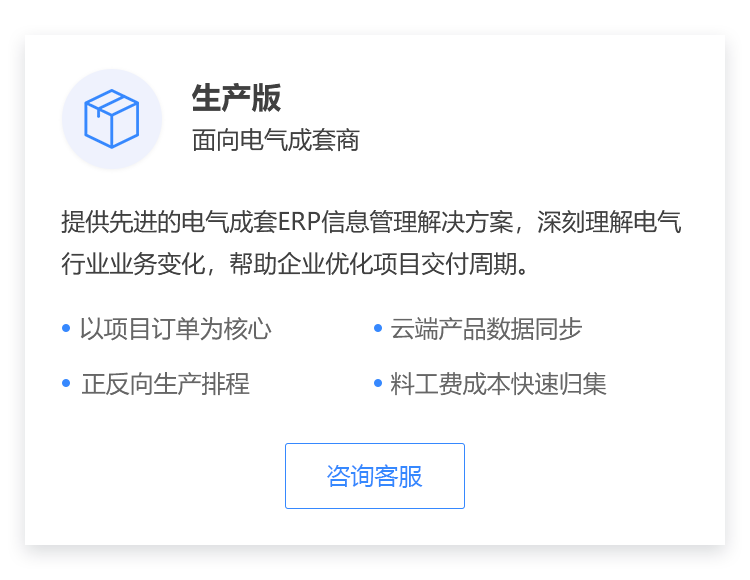 生产版
面向电气成套商
提供先进的电气成套ERP信息管理解决方案，深刻理解电气
行业业务变化，帮助企业优化项目交付周期。
• 以项目订单为核心
• 云端产品数据同步
• 正反向生产排程
• 料工费成本快速归集
咨询客服